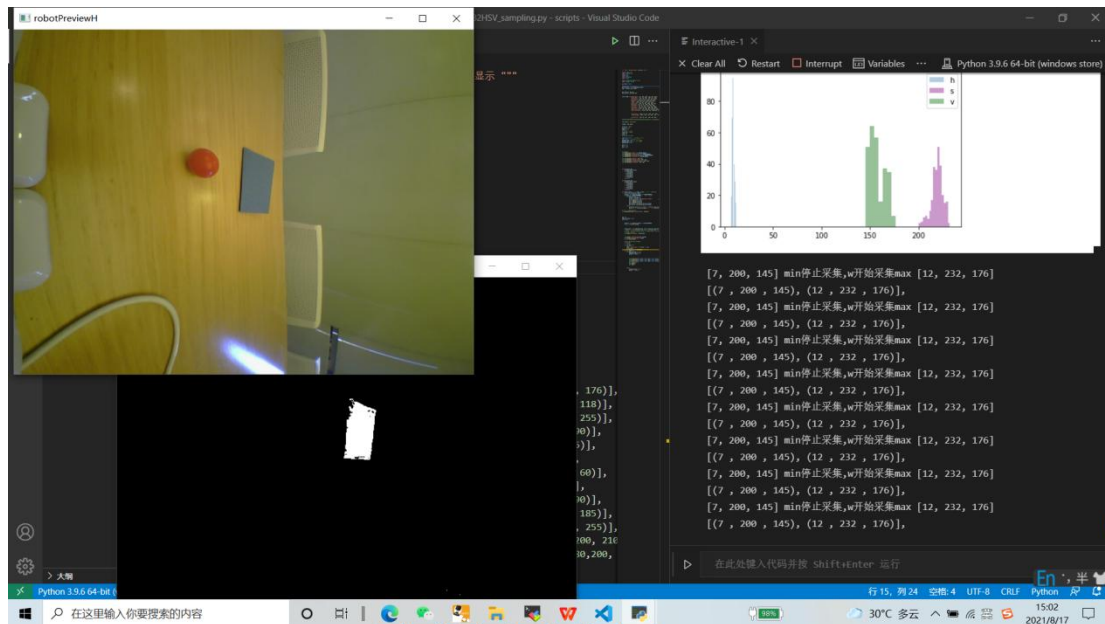 robotPreviewH
2HSV_sampling.py - scripts - Visual Studio Code
Interactive-1
显示 """
Clear All Restart Interrupt Variables ... Python 3.9.6 64-bit (windows store)
h
s
v
80
60
40
20
0
0 50 100 150 200
[7, 200, 145] min停止采集,w开始采集max [12, 232, 176]
[(7 , 200 , 145), (12 , 232 , 176)],
[7, 200, 145] min停止采集,w开始采集max [12, 232, 176]
[(7 , 200 , 145), (12 , 232 , 176)],
[7, 200, 145] min停止采集,w开始采集max [12, 232, 176]
[(7 , 200 , 145), (12 , 232 , 176)],
[7, 200, 145] min停止采集,w开始采集max [12, 232, 176]
[(7 , 200 , 145), (12 , 232 , 176)],
[7, 200, 145] min停止采集,w开始采集max [12, 232, 176]
[(7 , 200 , 145), (12 , 232 , 176)],
[7, 200, 145] min停止采集,w开始采集max [12, 232, 176]
[(7 , 200 , 145), (12 , 232 , 176)],
[7, 200, 145] min停止采集,w开始采集max [12, 232, 176]
[(7 , 200 , 145), (12 , 232 , 176)],
[7, 200, 145] min停止采集,w开始采集max [12, 232, 176]
[(7 , 200 , 145), (12 , 232 , 176)],
, 176)],
118)],
255)],
60)],
185)],
, 255)],
200, 210
80,200,
在此处键入代码并按 Shift+Enter 运行
大纲
En 半
Python 3.9.6 64-bit (
行 15, 列 24 空格: 4 UTF-8 CRLF Python
在这里输入你要搜索的内容
98%
30°C 多云
15:02
2021/8/17